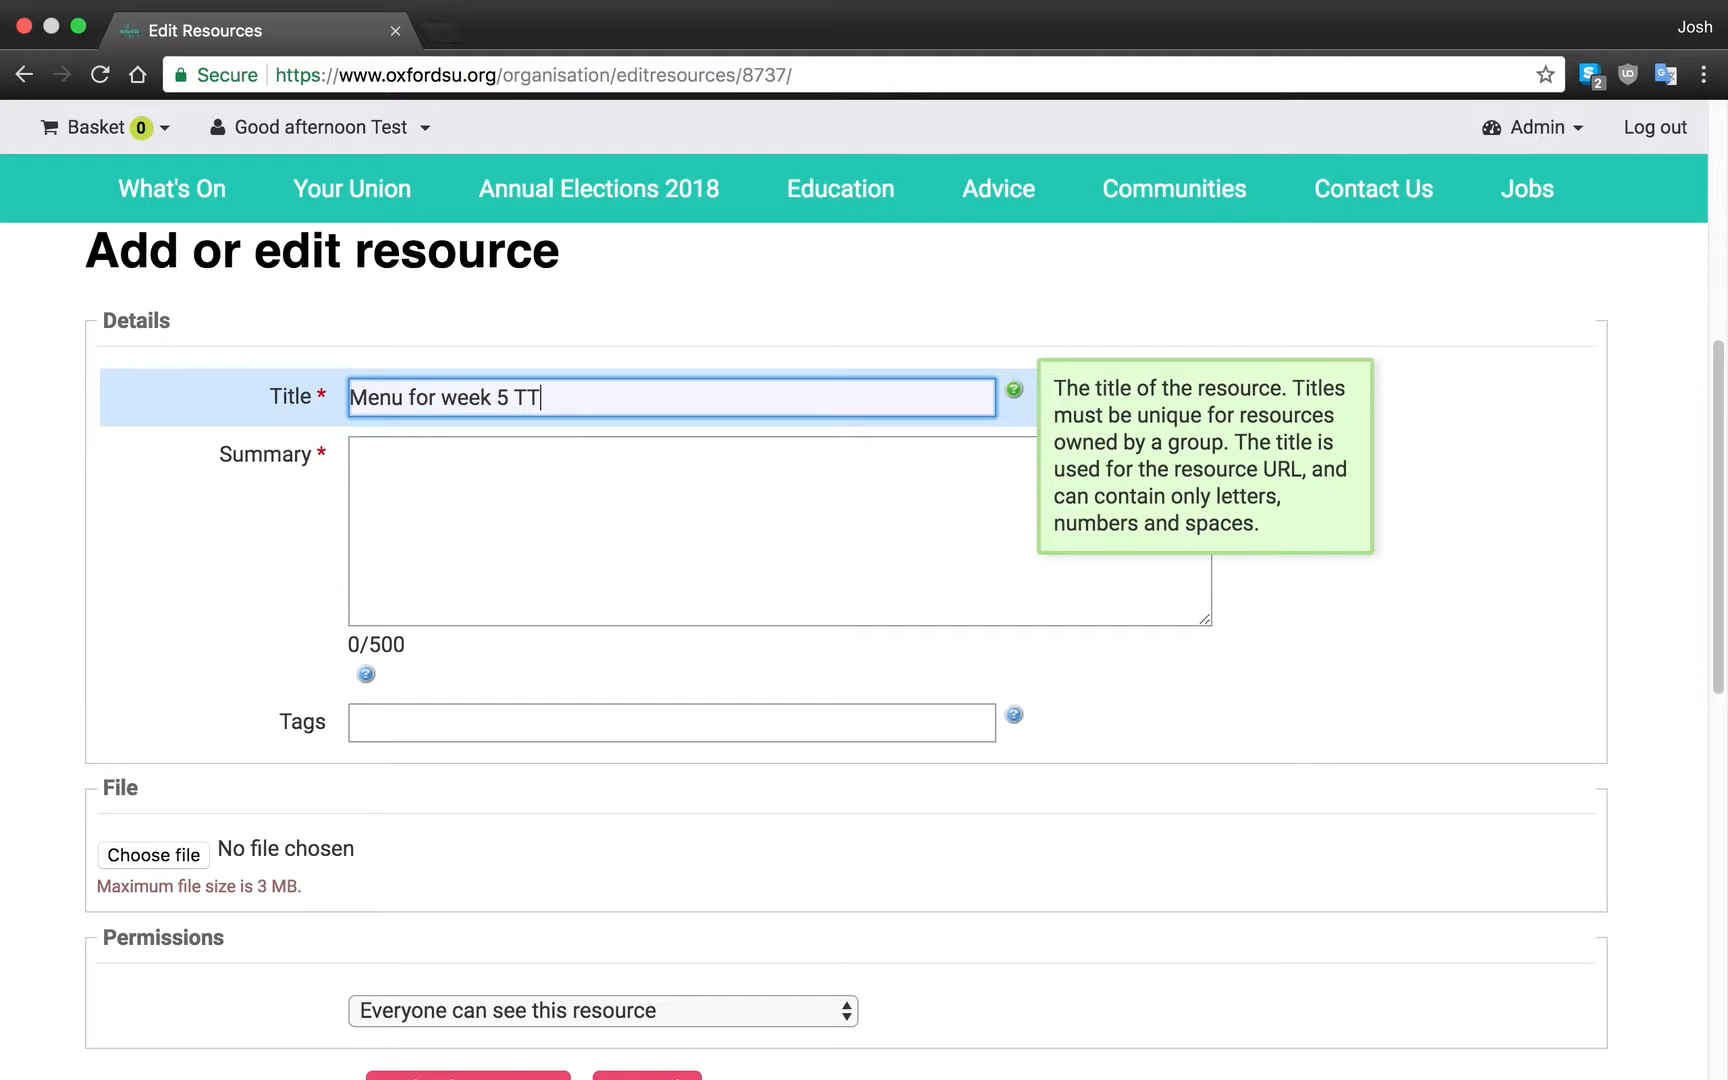 Edit Resources
Josh
Secure https://www.oxfordsu.org/organisation/editresources/8737/
2
Basket 0 Good afternoon Test Admin Log out
What's On Your Union Annual Elections 2018 Education Advice Communities Contact Us Jobs
Add or edit resource
Details
Title * Menu for week 5 TT
The title of the resource. Titles
must be unique for resources
owned by a group. The title is
used for the resource URL, and
can contain only letters,
numbers and spaces.
Summary *
0/500
Tags
File
Choose file No file chosen
Maximum file size is 3 MB.
Permissions
Everyone can see this resource